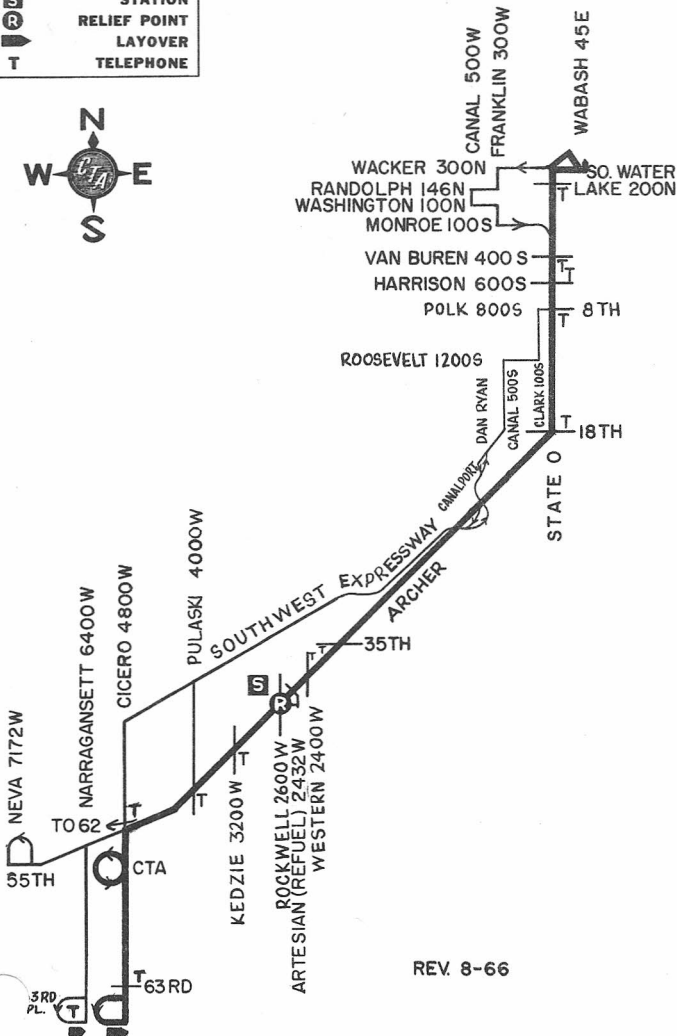 S STATION
R RELIEF POINT
LAYOVER
T TELEPHONE
N
W CTA E
S
CANAL 500W
FRANKLIN 300W
WABASH 45E
WACKER 300N
SO. WATER
RANDOLPH 146N
T LAKE 200N
WASHINGTON 100N
MONROE 100S
VAN BUREN 400 S
T
T
HARRISON 600S
POLK 800S
T 8TH
ROOSEVELT 1200S
DAN RYAN
CANAL 500S
CLARK 100S
T
18TH
STATE 0
CANALPORT
SOUTHWEST EXPRESSWAY
ARCHER
35TH
T T
S
R
PULASKI 4000W
CICERO 4800W
NARRAGANSETT 6400W
NEVA 7172W
T
T
T
TO 62
55TH
CTA
KEDZIE 3200W
ROCKWELL 2600W
ARTESIAN (REFUEL) 2432W
WESTERN 2400W
T 63RD
3RD
PL.
T
REV. 8-66